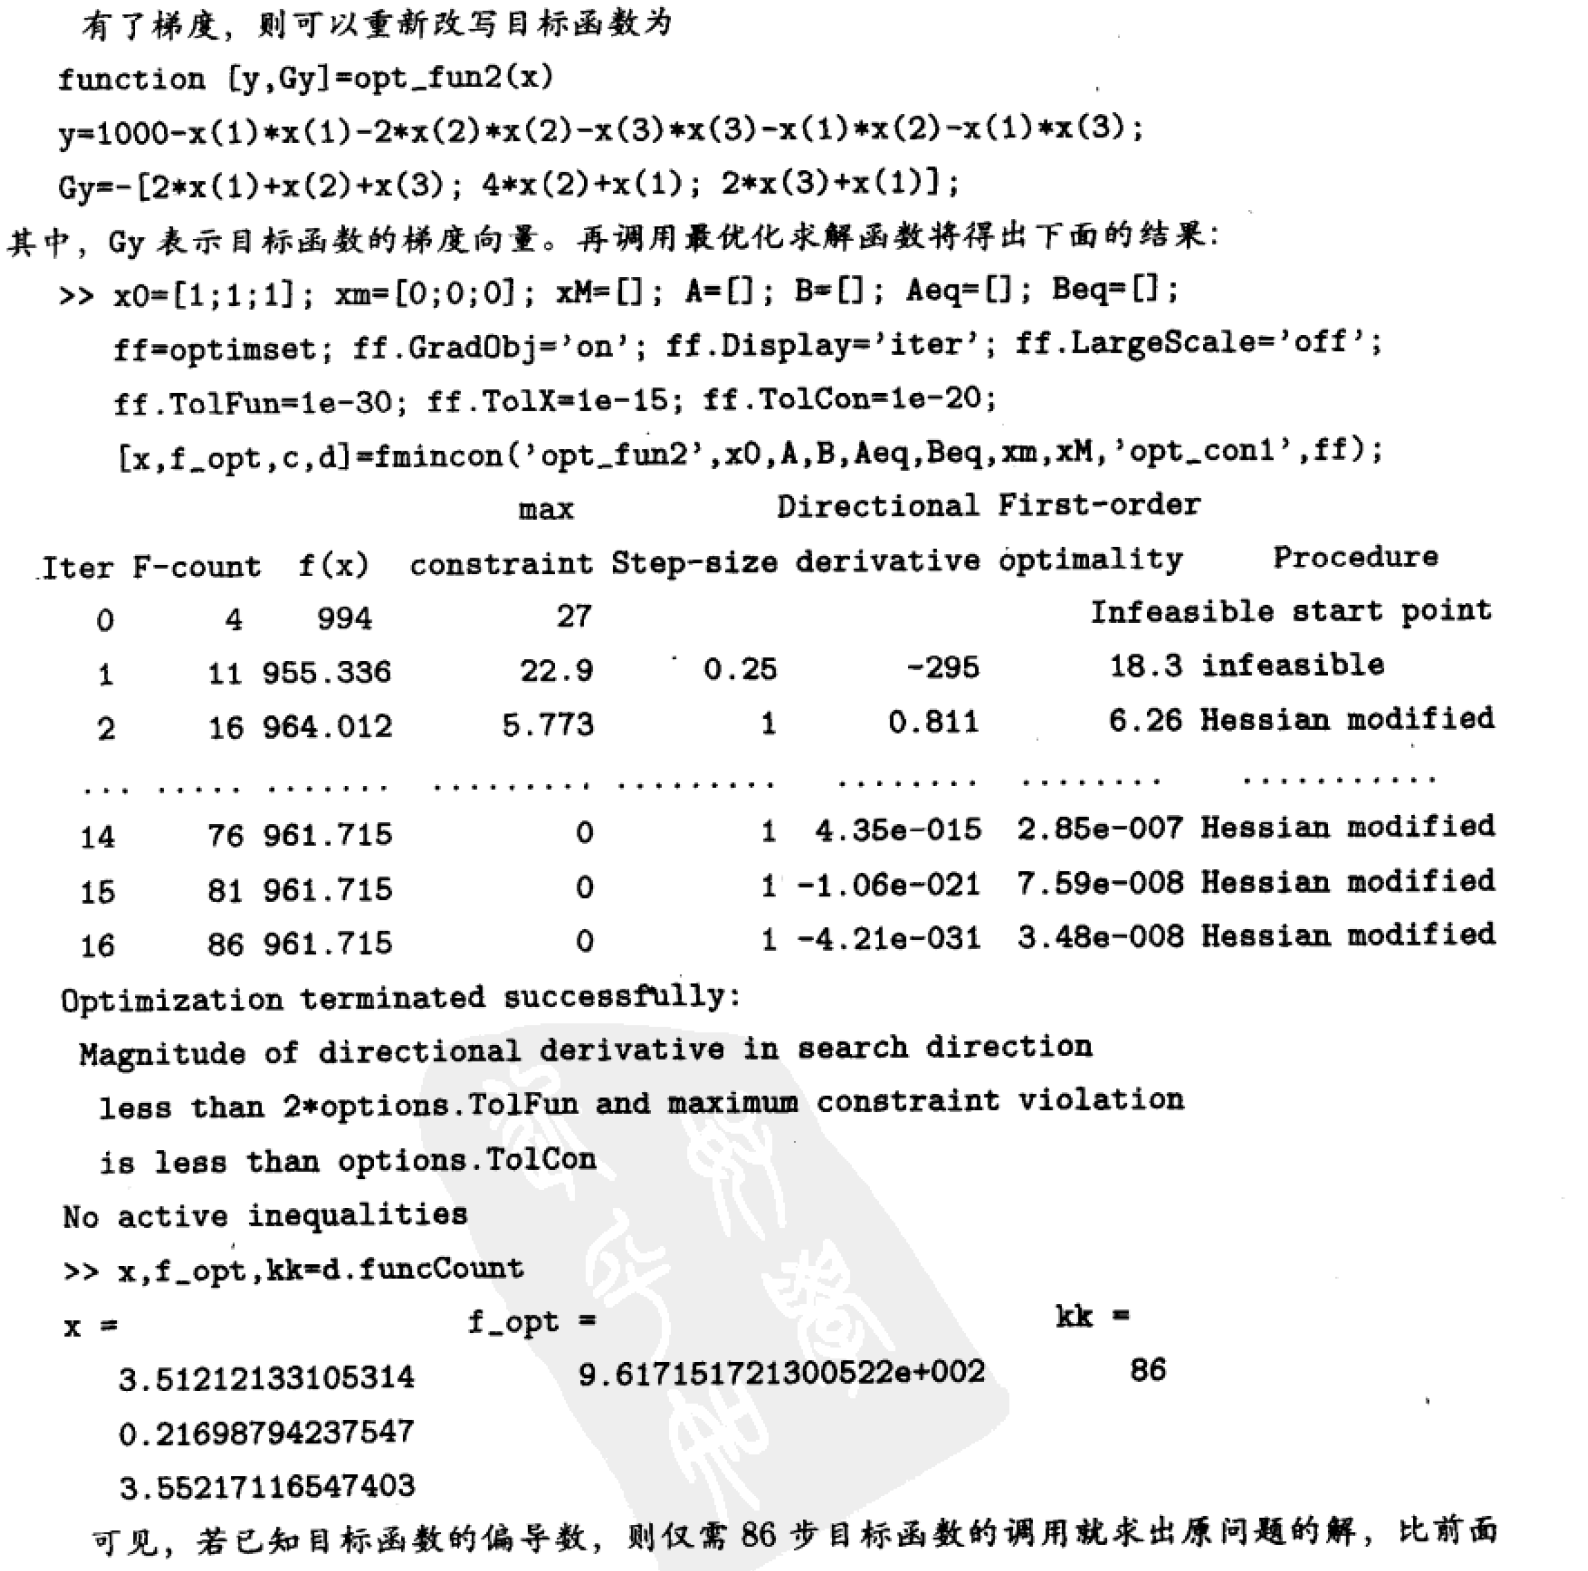 有了梯度，则可以重新改写目标函数为
function [y,Gy]=opt_fun2(x)
y=1000-x(1)*x(1)-2*x(2)*x(2)-x(3)*x(3)-x(1)*x(2)-x(1)*x(3);
Gy=-[2*x(1)+x(2)+x(3); 4*x(2)+x(1); 2*x(3)+x(1)];
其中，Gy 表示目标函数的梯度向量。再调用最优化求解函数将得出下面的结果：
>> x0=[1;1;1]; xm=[0;0;0]; xM=[]; A=[]; B=[]; Aeq=[]; Beq=[];
ff=optimset; ff.GradObj='on'; ff.Display='iter'; ff.LargeScale='off';
ff.TolFun=1e-30; ff.TolX=1e-15; ff.TolCon=1e-20;
[x,f_opt,c,d]=fmincon('opt_fun2',x0,A,B,Aeq,Beq,xm,xM,'opt_con1',ff);
max Directional First-order
Iter F-count f(x) constraint Step-size derivative optimality Procedure
0 4 994 27 Infeasible start point
1 11 955.336 22.9 0.25 -295 18.3 infeasible
2 16 964.012 5.773 1 0.811 6.26 Hessian modified
... ..... ....... ......... ......... ........ ........ ...........
14 76 961.715 0 1 4.35e-015 2.85e-007 Hessian modified
15 81 961.715 0 1 -1.06e-021 7.59e-008 Hessian modified
16 86 961.715 0 1 -4.21e-031 3.48e-008 Hessian modified
Optimization terminated successfully:
Magnitude of directional derivative in search direction
less than 2*options.TolFun and maximum constraint violation
is less than options.TolCon
No active inequalities
>> x,f_opt,kk=d.funcCount
x = f_opt = kk =
3.51212133105314 9.617151721300522e+002 86
0.21698794237547
3.55217116547403
可见，若已知目标函数的偏导数，则仅需 86 步目标函数的调用就求出原问题的解，比前面